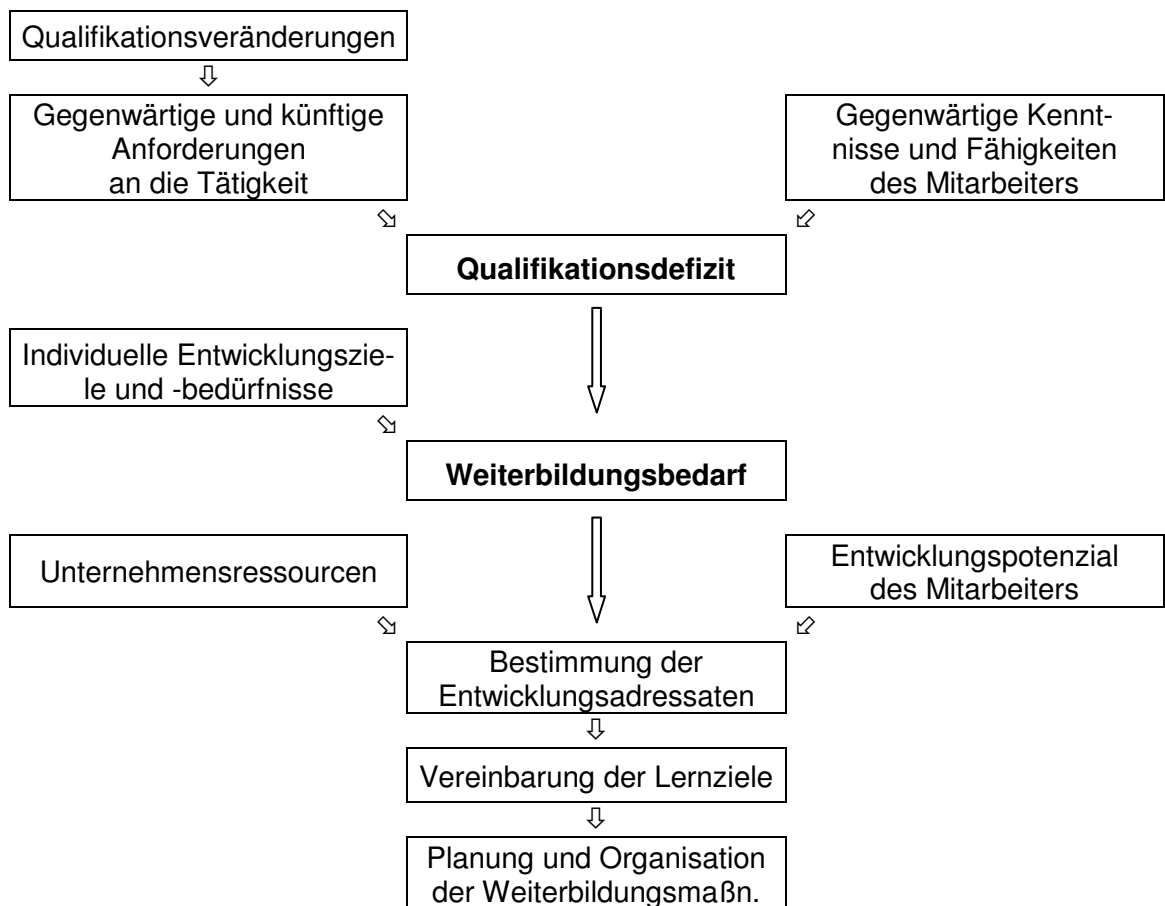 Qualifikationsveränderungen
Gegenwärtige und künftige
Anforderungen
an die Tätigkeit
Gegenwärtige Kennt-
nisse und Fähigkeiten
des Mitarbeiters
Qualifikationsdefizit
Individuelle Entwicklungszie-
le und -bedürfnisse
Weiterbildungsbedarf
Unternehmensressourcen
Entwicklungspotenzial
des Mitarbeiters
Bestimmung der
Entwicklungsadressaten
Vereinbarung der Lernziele
Planung und Organisation
der Weiterbildungsmaßn.